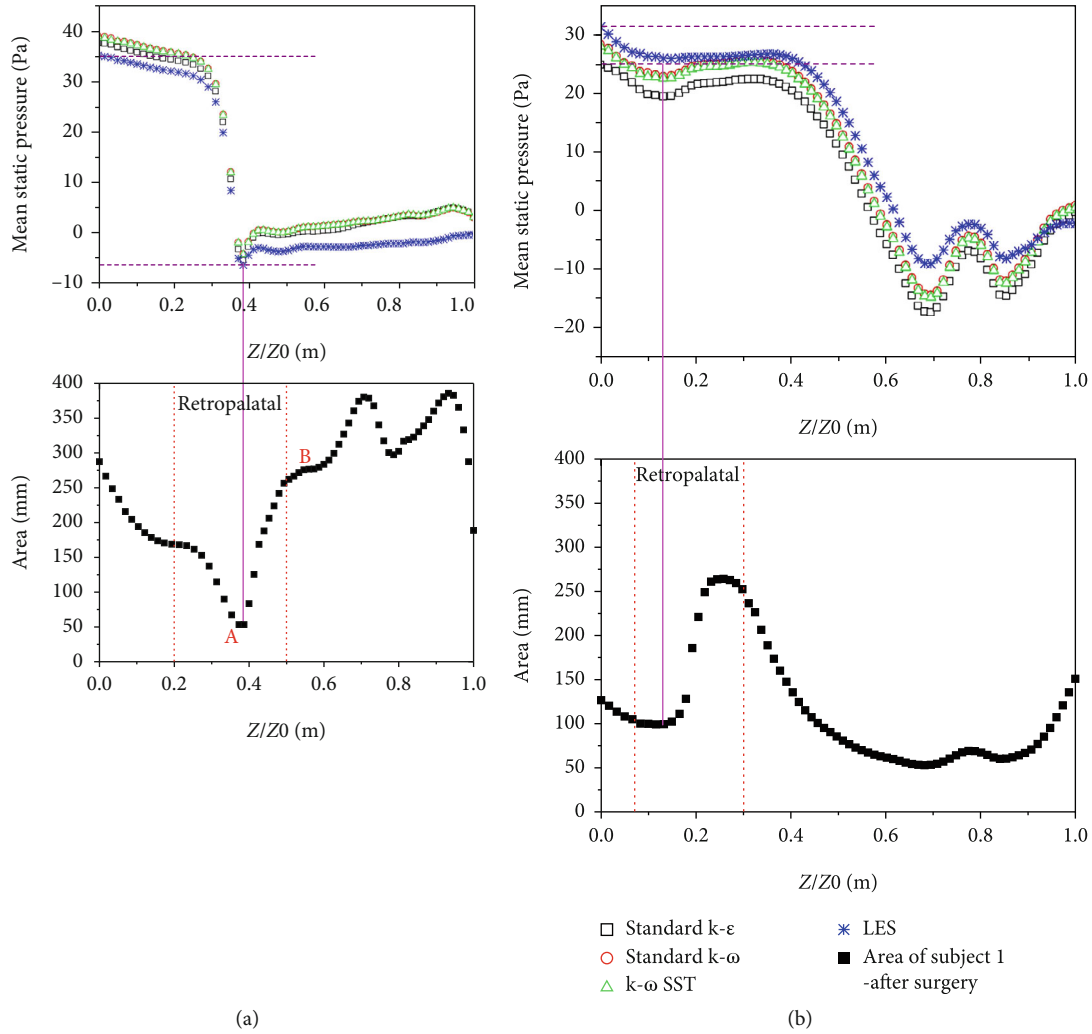 40
30
20
10
0
−10
Mean static pressure (Pa)
0.0 0.2 0.4 0.6 0.8 1.0
Z/Z0 (m)
400
350
300
250
200
150
100
50
0
Area (mm)
Retropalatal
A
B
0.0 0.2 0.4 0.6 0.8 1.0
Z/Z0 (m)
(a)
30
20
10
0
−10
−20
Mean static pressure (Pa)
0.0 0.2 0.4 0.6 0.8 1.0
Z/Z0 (m)
400
350
300
250
200
150
100
50
0
Area (mm)
Retropalatal
0.0 0.2 0.4 0.6 0.8 1.0
Z/Z0 (m)
Standard k-ε
Standard k-ω
k-ω SST
LES
Area of subject 1
-after surgery
(b)